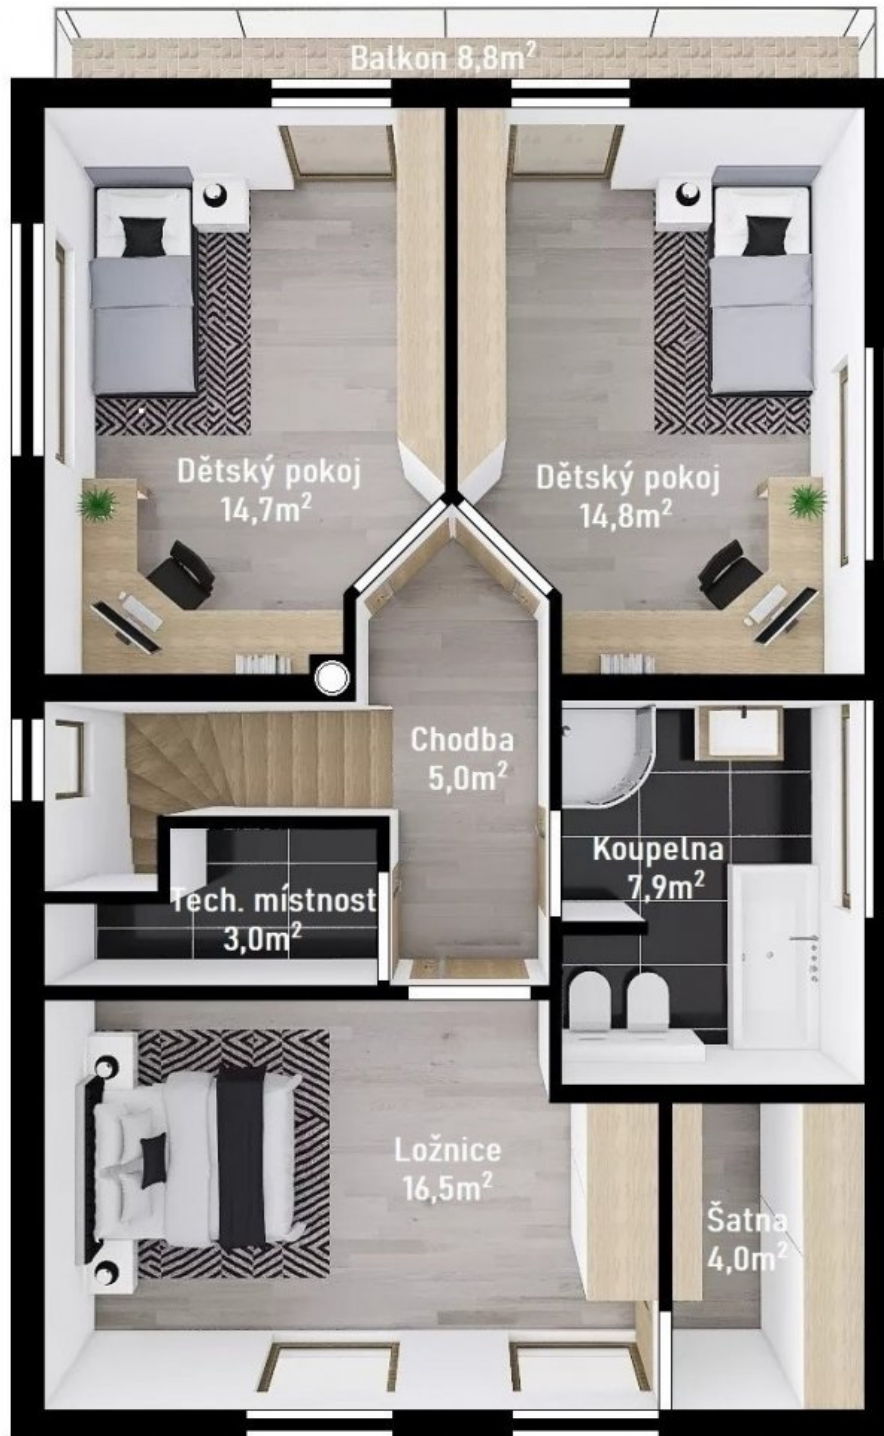 Balkon 8,8m²
Dětský pokoj
14,7m²
Dětský pokoj
14,8m²
Chodba
5,0m²
Koupelna
7,9m²
Tech. místnost
3,0m²
Ložnice
16,5m²
Šatna
4,0m²